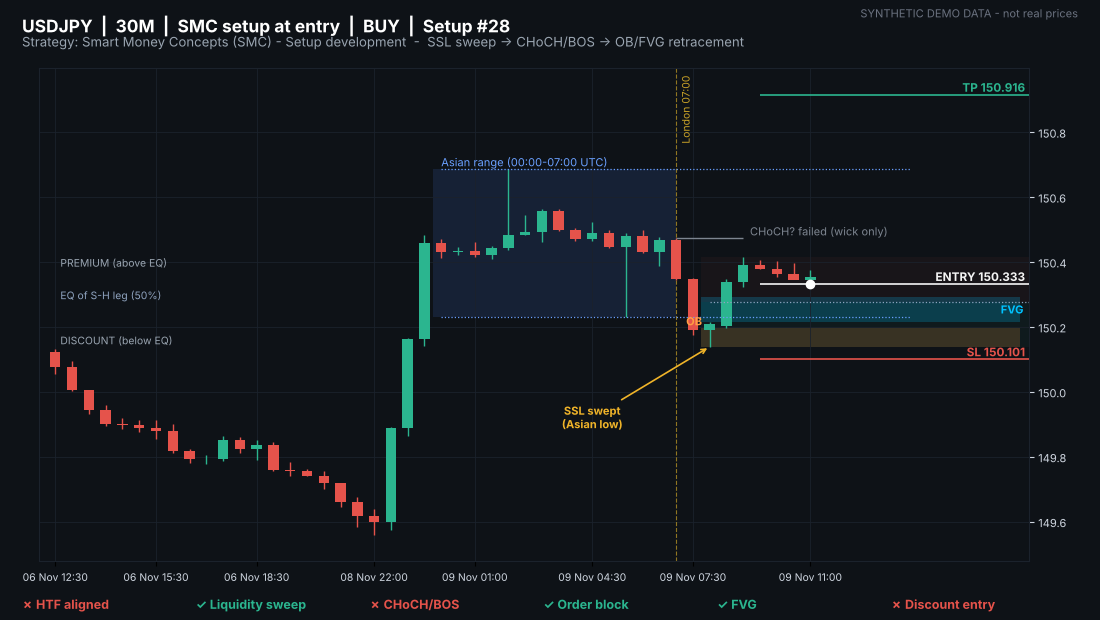 SYNTHETIC DEMO DATA - not real prices
USDJPY | 30M | SMC setup at entry | BUY | Setup #28
Strategy: Smart Money Concepts (SMC) - Setup development - SSL sweep → CHoCH/BOS → OB/FVG retracement
London 07:00
TP 150.916
150.8
Asian range (00:00-07:00 UTC)
150.6
CHoCH? failed (wick only)
PREMIUM (above EQ)
150.4
ENTRY 150.333
EQ of S-H leg (50%)
FVG
OB
150.2
DISCOUNT (below EQ)
SL 150.101
150.0
SSL swept
(Asian low)
149.8
149.6
06 Nov 12:30 06 Nov 15:30 06 Nov 18:30 08 Nov 22:00 09 Nov 01:00 09 Nov 04:30 09 Nov 07:30 09 Nov 11:00
× HTF aligned ✓ Liquidity sweep × CHoCH/BOS ✓ Order block ✓ FVG × Discount entry